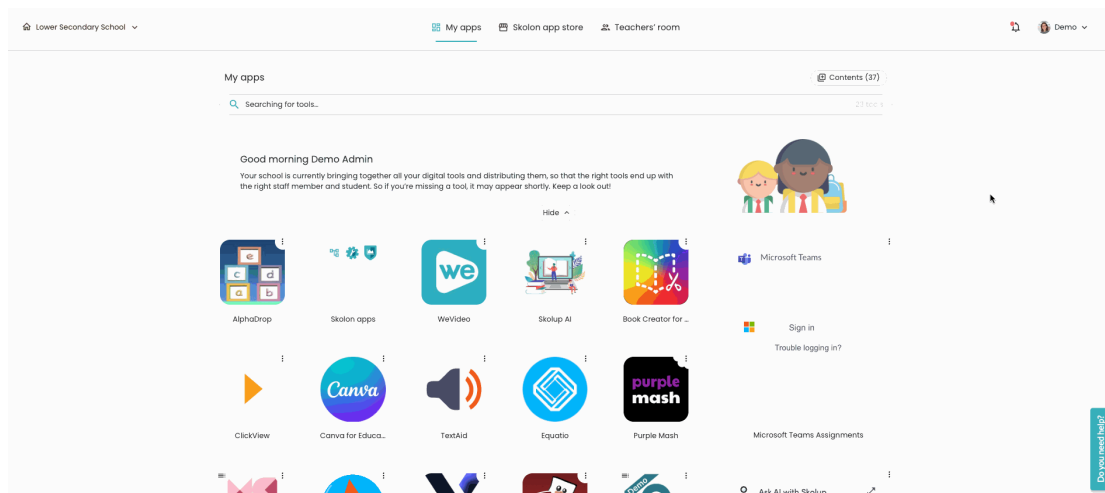 Lower Secondary School
My apps
Skolon app store
Teachers' room
Demo
My apps
Contents (37)
Searching for tools...
Good morning Demo Admin
Your school is currently bringing together all your digital tools and distributing them, so that the right tools end up with
the right staff member and student. So if you're missing a tool, it may appear shortly. Keep a look out!
Hide
e
c d
a b
we
AlphaDrop
Skolon apps
WeVideo
Skolup AI
Book Creator for ...
Microsoft Teams
Sign in
Trouble logging in?
Canva
purple
mash
ClickView
Canva for Educa...
TextAid
Equatio
Purple Mash
Microsoft Teams Assignments
Demo
Ask AI with Skolup
Do you need help?